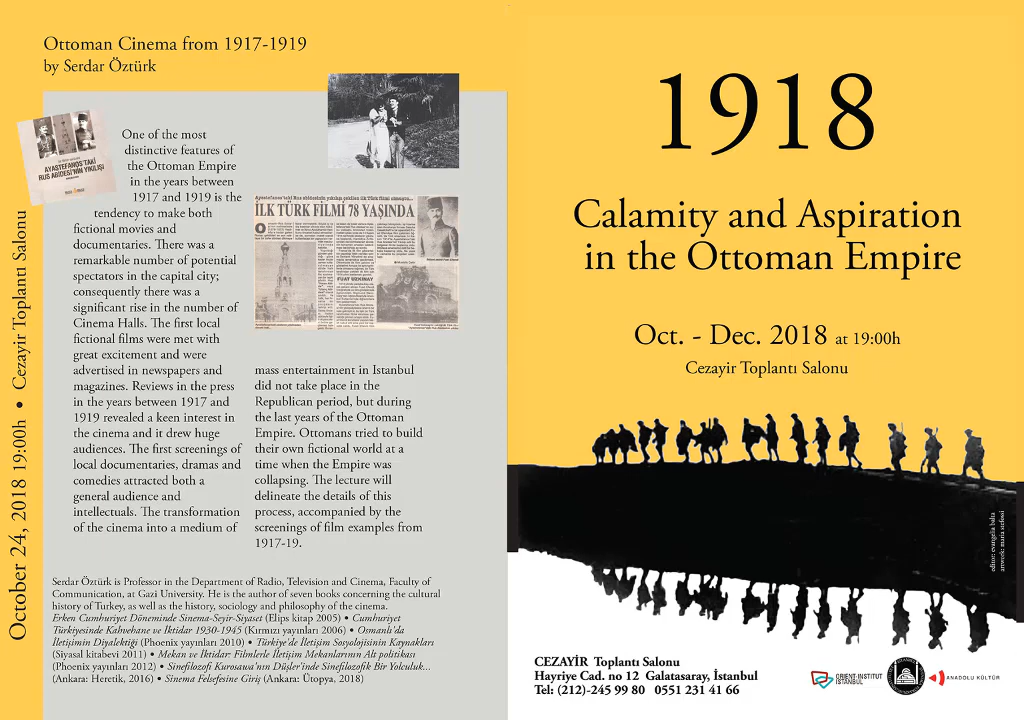 Ottoman Cinema from 1917-1919
by Serdar Öztürk
October 24, 2018 19:00h • Cezayir Toplantı Salonu
AYASTEFANOS'TAKİ
RUS ABİDESİ'NİN YIKILIŞI
One of the most
distinctive features of
the Ottoman Empire
in the years between
1917 and 1919 is the
tendency to make both
fictional movies and
documentaries. There was a
remarkable number of potential
spectators in the capital city;
consequently there was a
significant rise in the number of
Cinema Halls. The first local
fictional films were met with
great excitement and were
advertised in newspapers and
magazines. Reviews in the press
in the years between 1917 and
1919 revealed a keen interest in
the cinema and it drew huge
audiences. The first screenings of
local documentaries, dramas and
comedies attracted both a
general audience and
intellectuals. The transformation
of the cinema into a medium of
İLK TÜRK FİLMİ 78 YAŞINDA
mass entertainment in Istanbul
did not take place in the
Republican period, but during
the last years of the Ottoman
Empire. Ottomans tried to build
their own fictional world at a
time when the Empire was
collapsing. The lecture will
delineate the details of this
process, accompanied by the
screenings of film examples from
1917-19.
Serdar Öztürk is Professor in the Department of Radio, Television and Cinema, Faculty of
Communication, at Gazi University. He is the author of seven books concerning the cultural
history of Turkey, as well as the history, sociology and philosophy of the cinema.
Erken Cumhuriyet Döneminde Sinema-Seyir-Siyaset (Elips kitap 2005) • Cumhuriyet
Türkiyesinde Kahvehane ve İktidar 1930-1945 (Kırmızı yayınları 2006) • Osmanlı'da
İletişimin Diyalektiği (Phoenix yayınları 2010) • Türkiye'de İletişim Sosyolojisinin Kaynakları
(Siyasal kitabevi 2011) • Mekan ve Iktidar: Filmlerle İletişim Mekanlarının Alt politikası
(Phoenix yayınları 2012) • Sinefilozofi Kurosawa'nın Düşler'inde Sinefilozofik Bir Yolculuk...
(Ankara: Heretik, 2016) • Sinema Felsefesine Giriş (Ankara: Ütopya, 2018)
1918
Calamity and Aspiration
in the Ottoman Empire
Oct. - Dec. 2018 at 19:00h
Cezayir Toplantı Salonu
editor: evangelia balta
artwork: maria stefossi
CEZAYİR Toplantı Salonu
Hayriye Cad. no 12 Galatasaray, İstanbul
Tel: (212)-245 99 80 0551 231 41 66
ORIENT-INSTITUT
ISTANBUL
ANADOLU KÜLTÜR